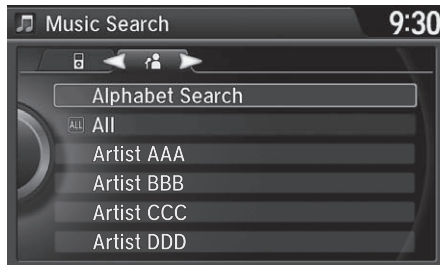 Music Search
9:30
Alphabet Search
ALL All
Artist AAA
Artist BBB
Artist CCC
Artist DDD